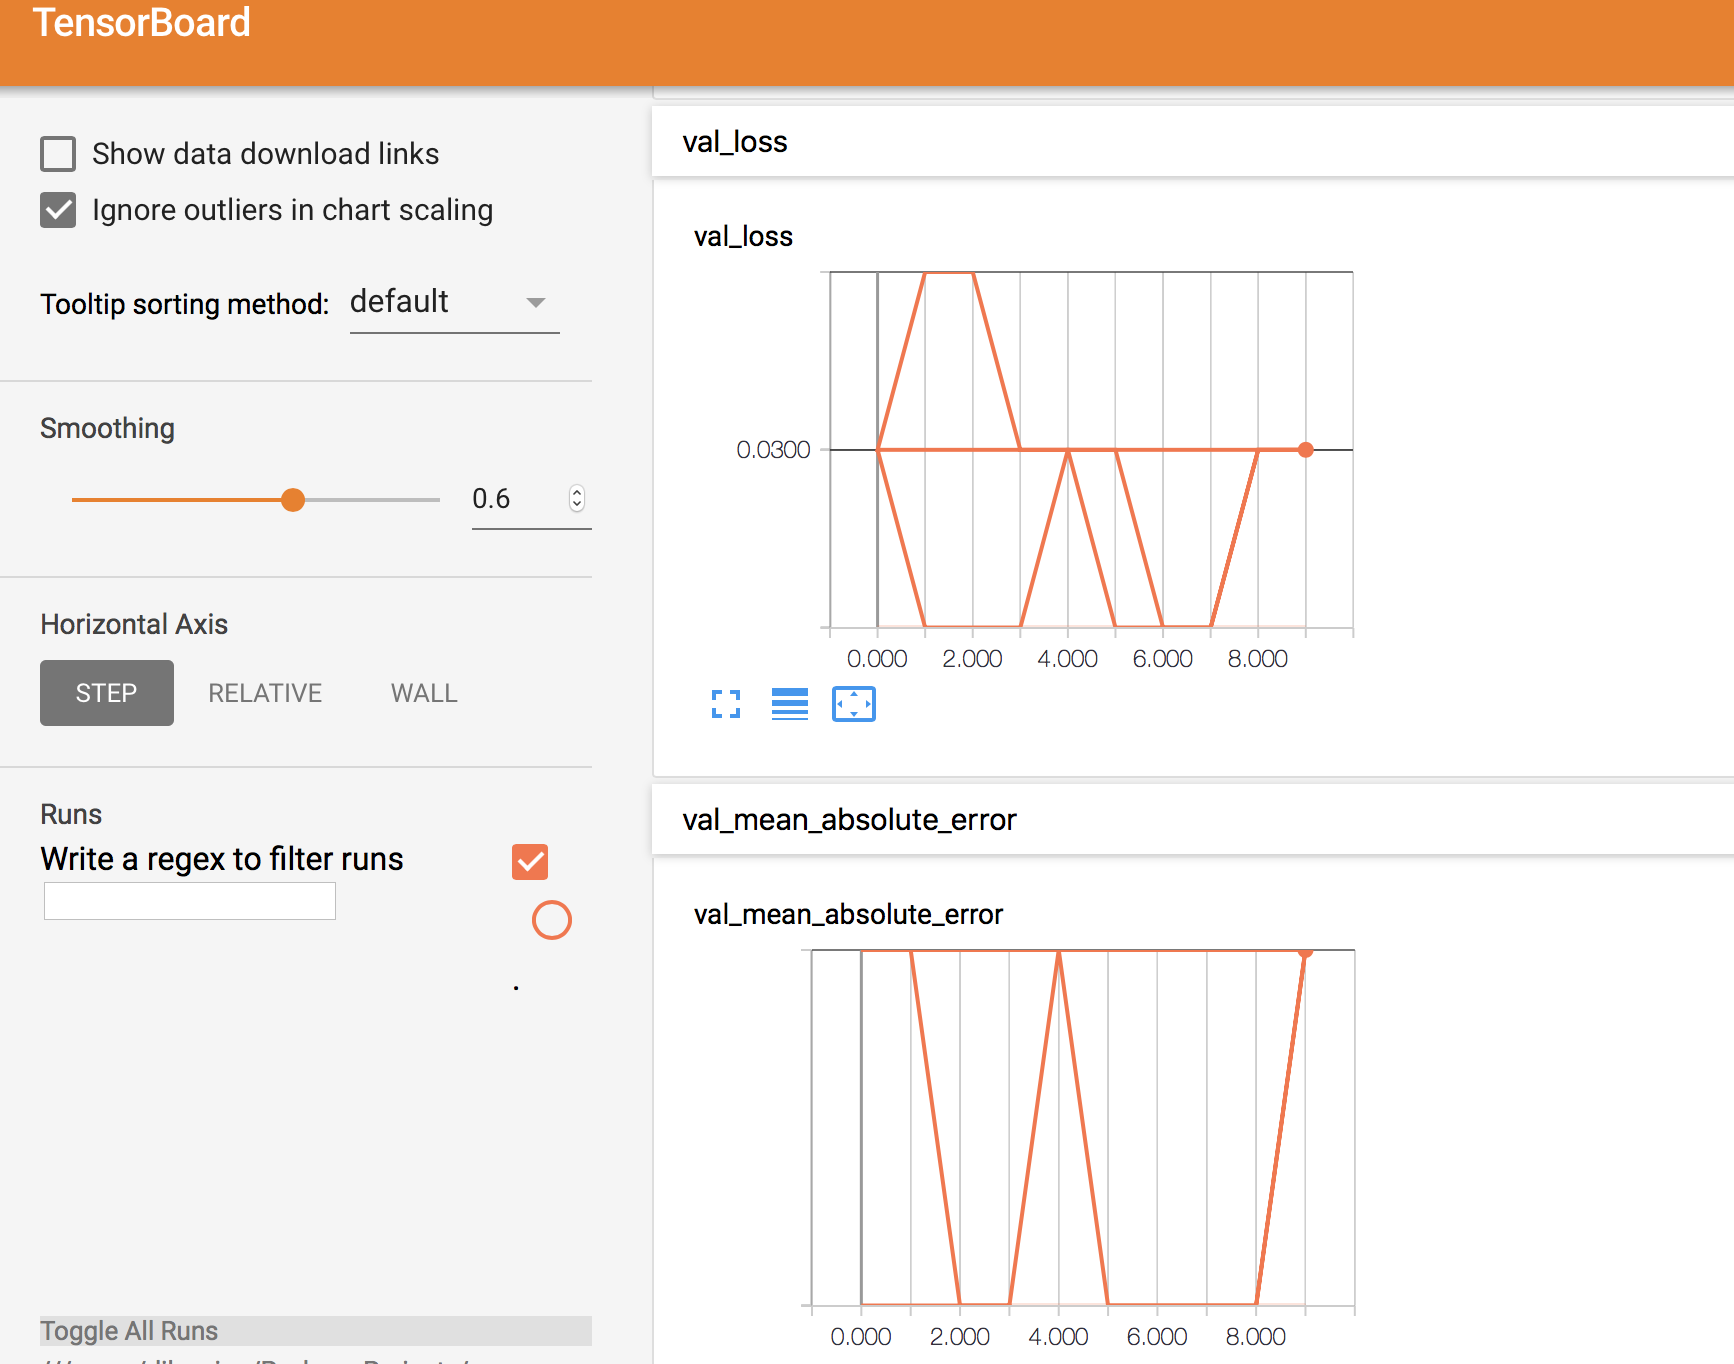 TensorBoard
Show data download links
Ignore outliers in chart scaling
Tooltip sorting method: default
Smoothing
0.6
Horizontal Axis
STEP RELATIVE WALL
Runs
Write a regex to filter runs
.
Toggle All Runs
val_loss
val_loss
0.0300
0.000 2.000 4.000 6.000 8.000
val_mean_absolute_error
val_mean_absolute_error
0.000 2.000 4.000 6.000 8.000